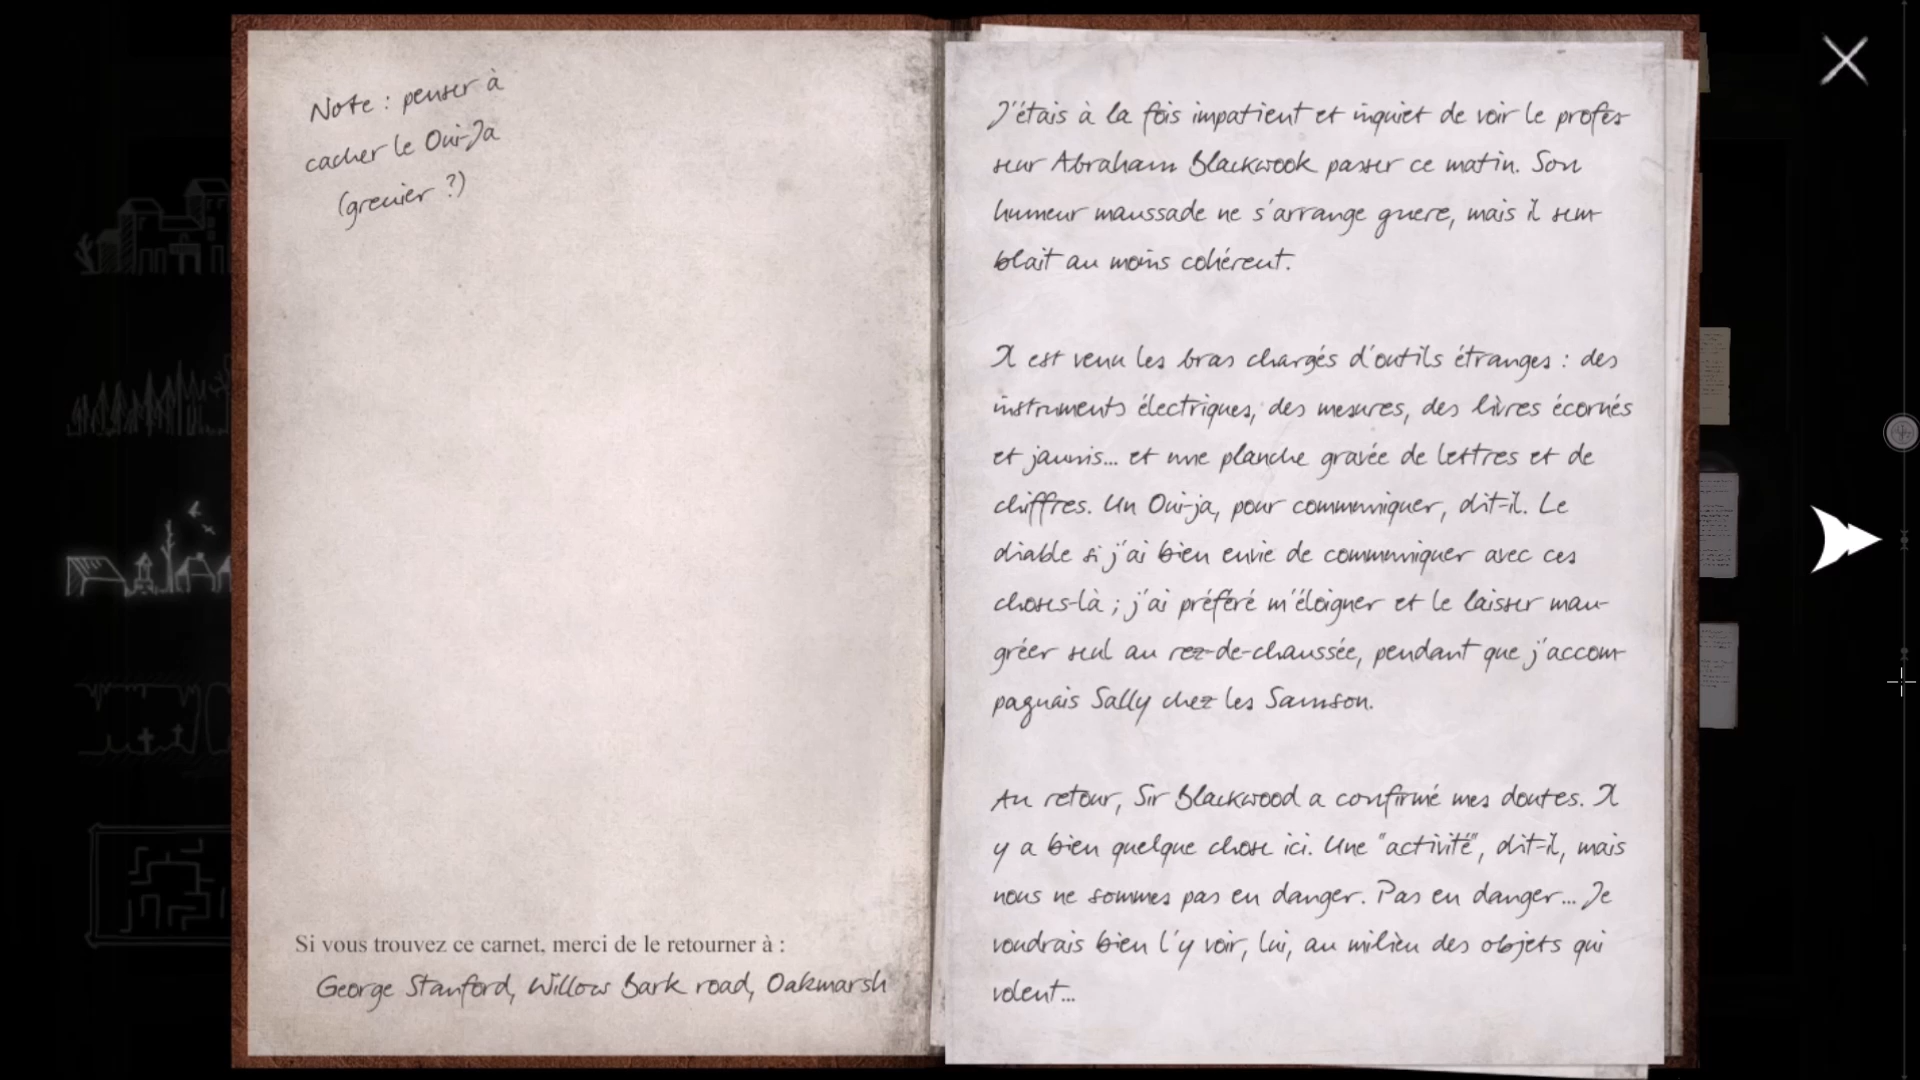 Note : penser à
cacher le Oui-Ja
(grenier ?)
Si vous trouvez ce carnet, merci de le retourner à :
George Stanford, Willow Bark road, Oakmarsh
J'étais à la fois impatient et inquiet de voir le profes-
seur Abraham Blackwook passer ce matin. Son
humeur maussade ne s'arrange guere, mais il sem-
blait au moins cohérent.
Il est venu les bras chargés d'outils étranges : des
instruments électriques, des mesures, des livres écornés
et jaunis... et une planche gravée de lettres et de
chiffres. Un Oui-ja, pour communiquer, dit-il. Le
diable si j'ai bien envie de communiquer avec ces
choses-là ; j'ai préféré m'éloigner et le laisser mau-
gréer seul au rez-de-chaussée, pendant que j'accom-
pagnais Sally chez les Samson.
Au retour, Sir Blackwood a confirmé mes doutes. Il
y a bien quelque chose ici. Une "activité", dit-il, mais
nous ne sommes pas en danger. Pas en danger... Je
voudrais bien l'y voir, lui, au milieu des objets qui
volent...